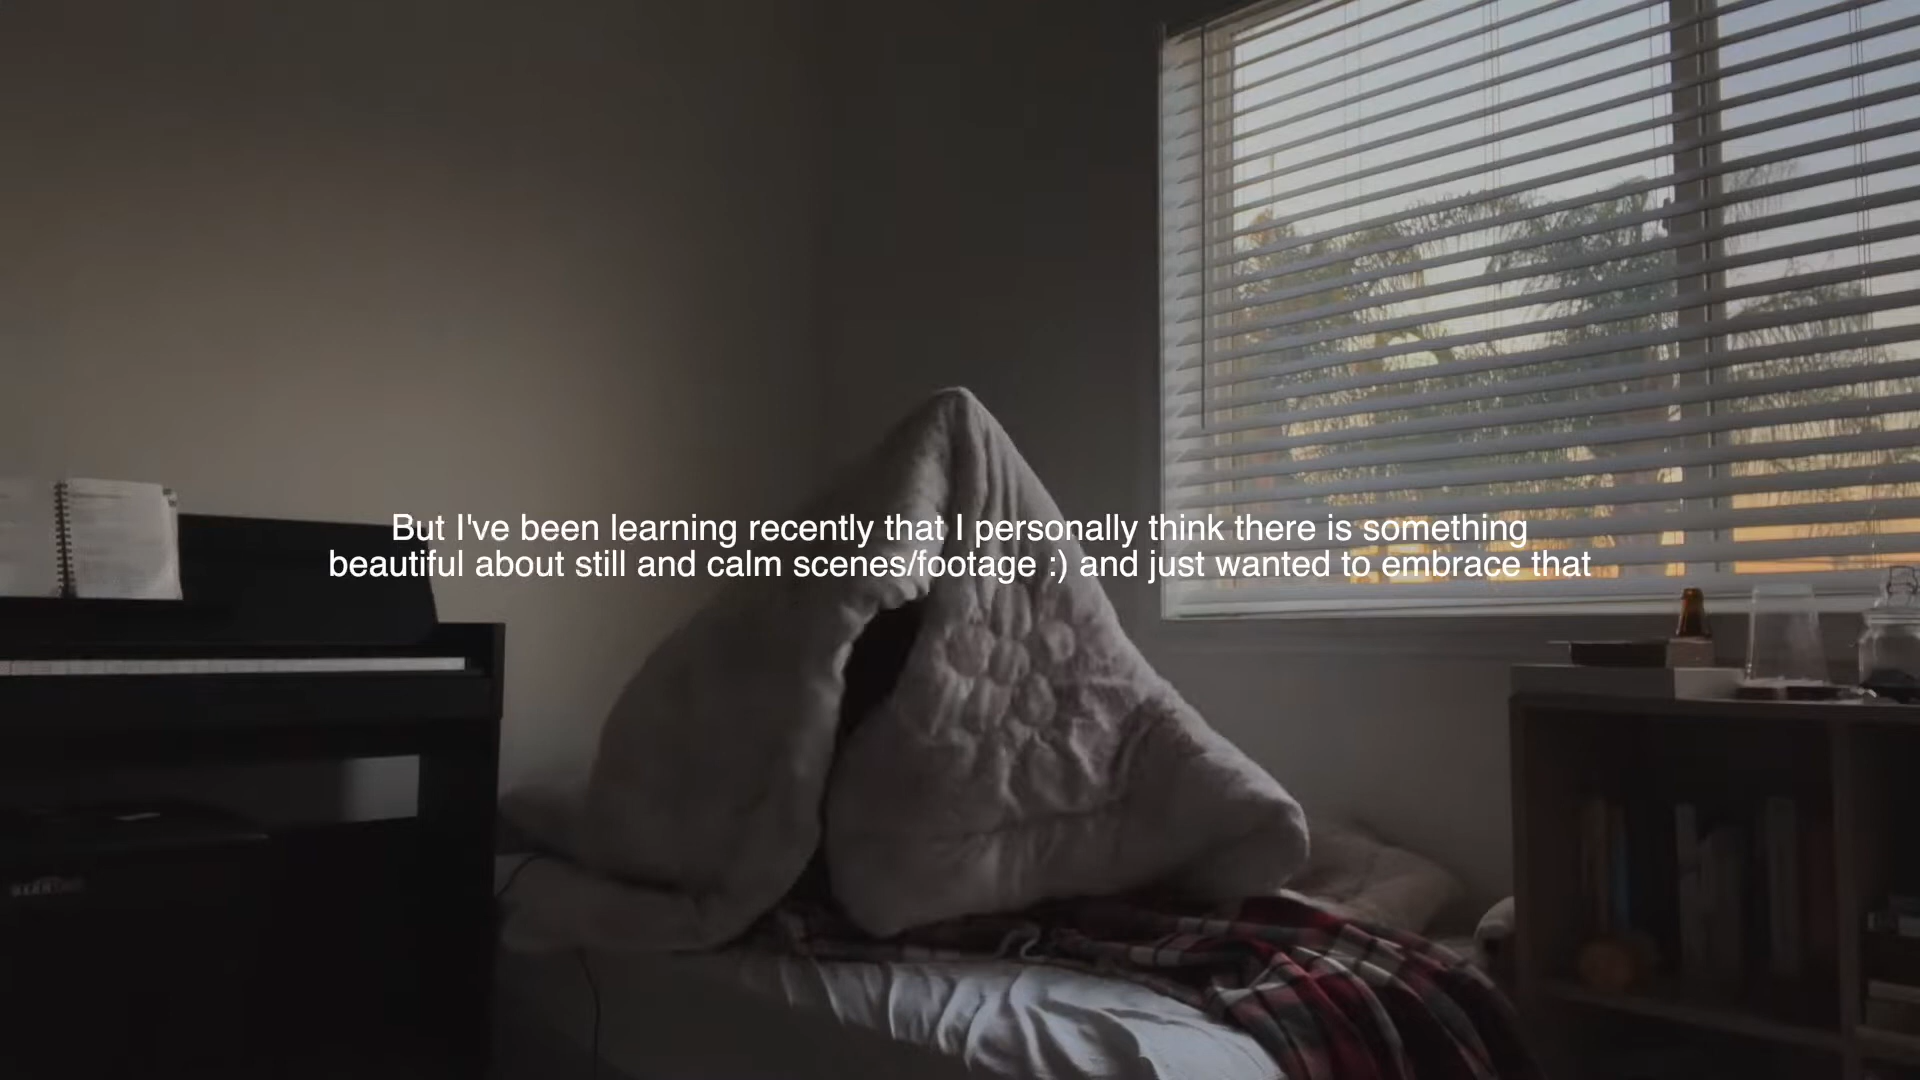 But I've been learning recently that I personally think there is something
beautiful about still and calm scenes/footage :) and just wanted to embrace that